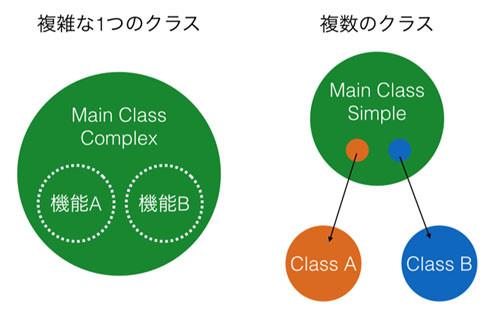 複雑な1つのクラス
Main Class
Complex
機能A
機能B
複数のクラス
Main Class
Simple
Class A
Class B